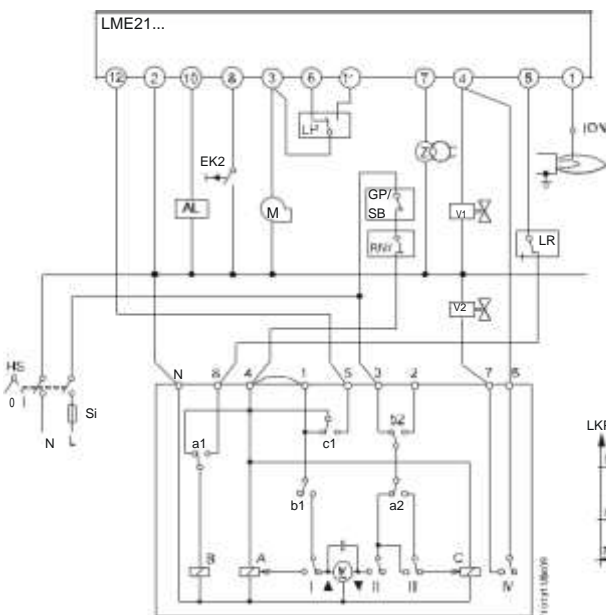 LME21...
12 2 10 8 3 6 11 7 4 5 1
LP
ION
EK2
Z
GP/
SB
AL
M
V1
LR
V2
HS
N 8 4 1 5 3 2 7 6
0 I
Si
N L
b2
LKP
a1
c1
b1
a2
B A C
I II III IV